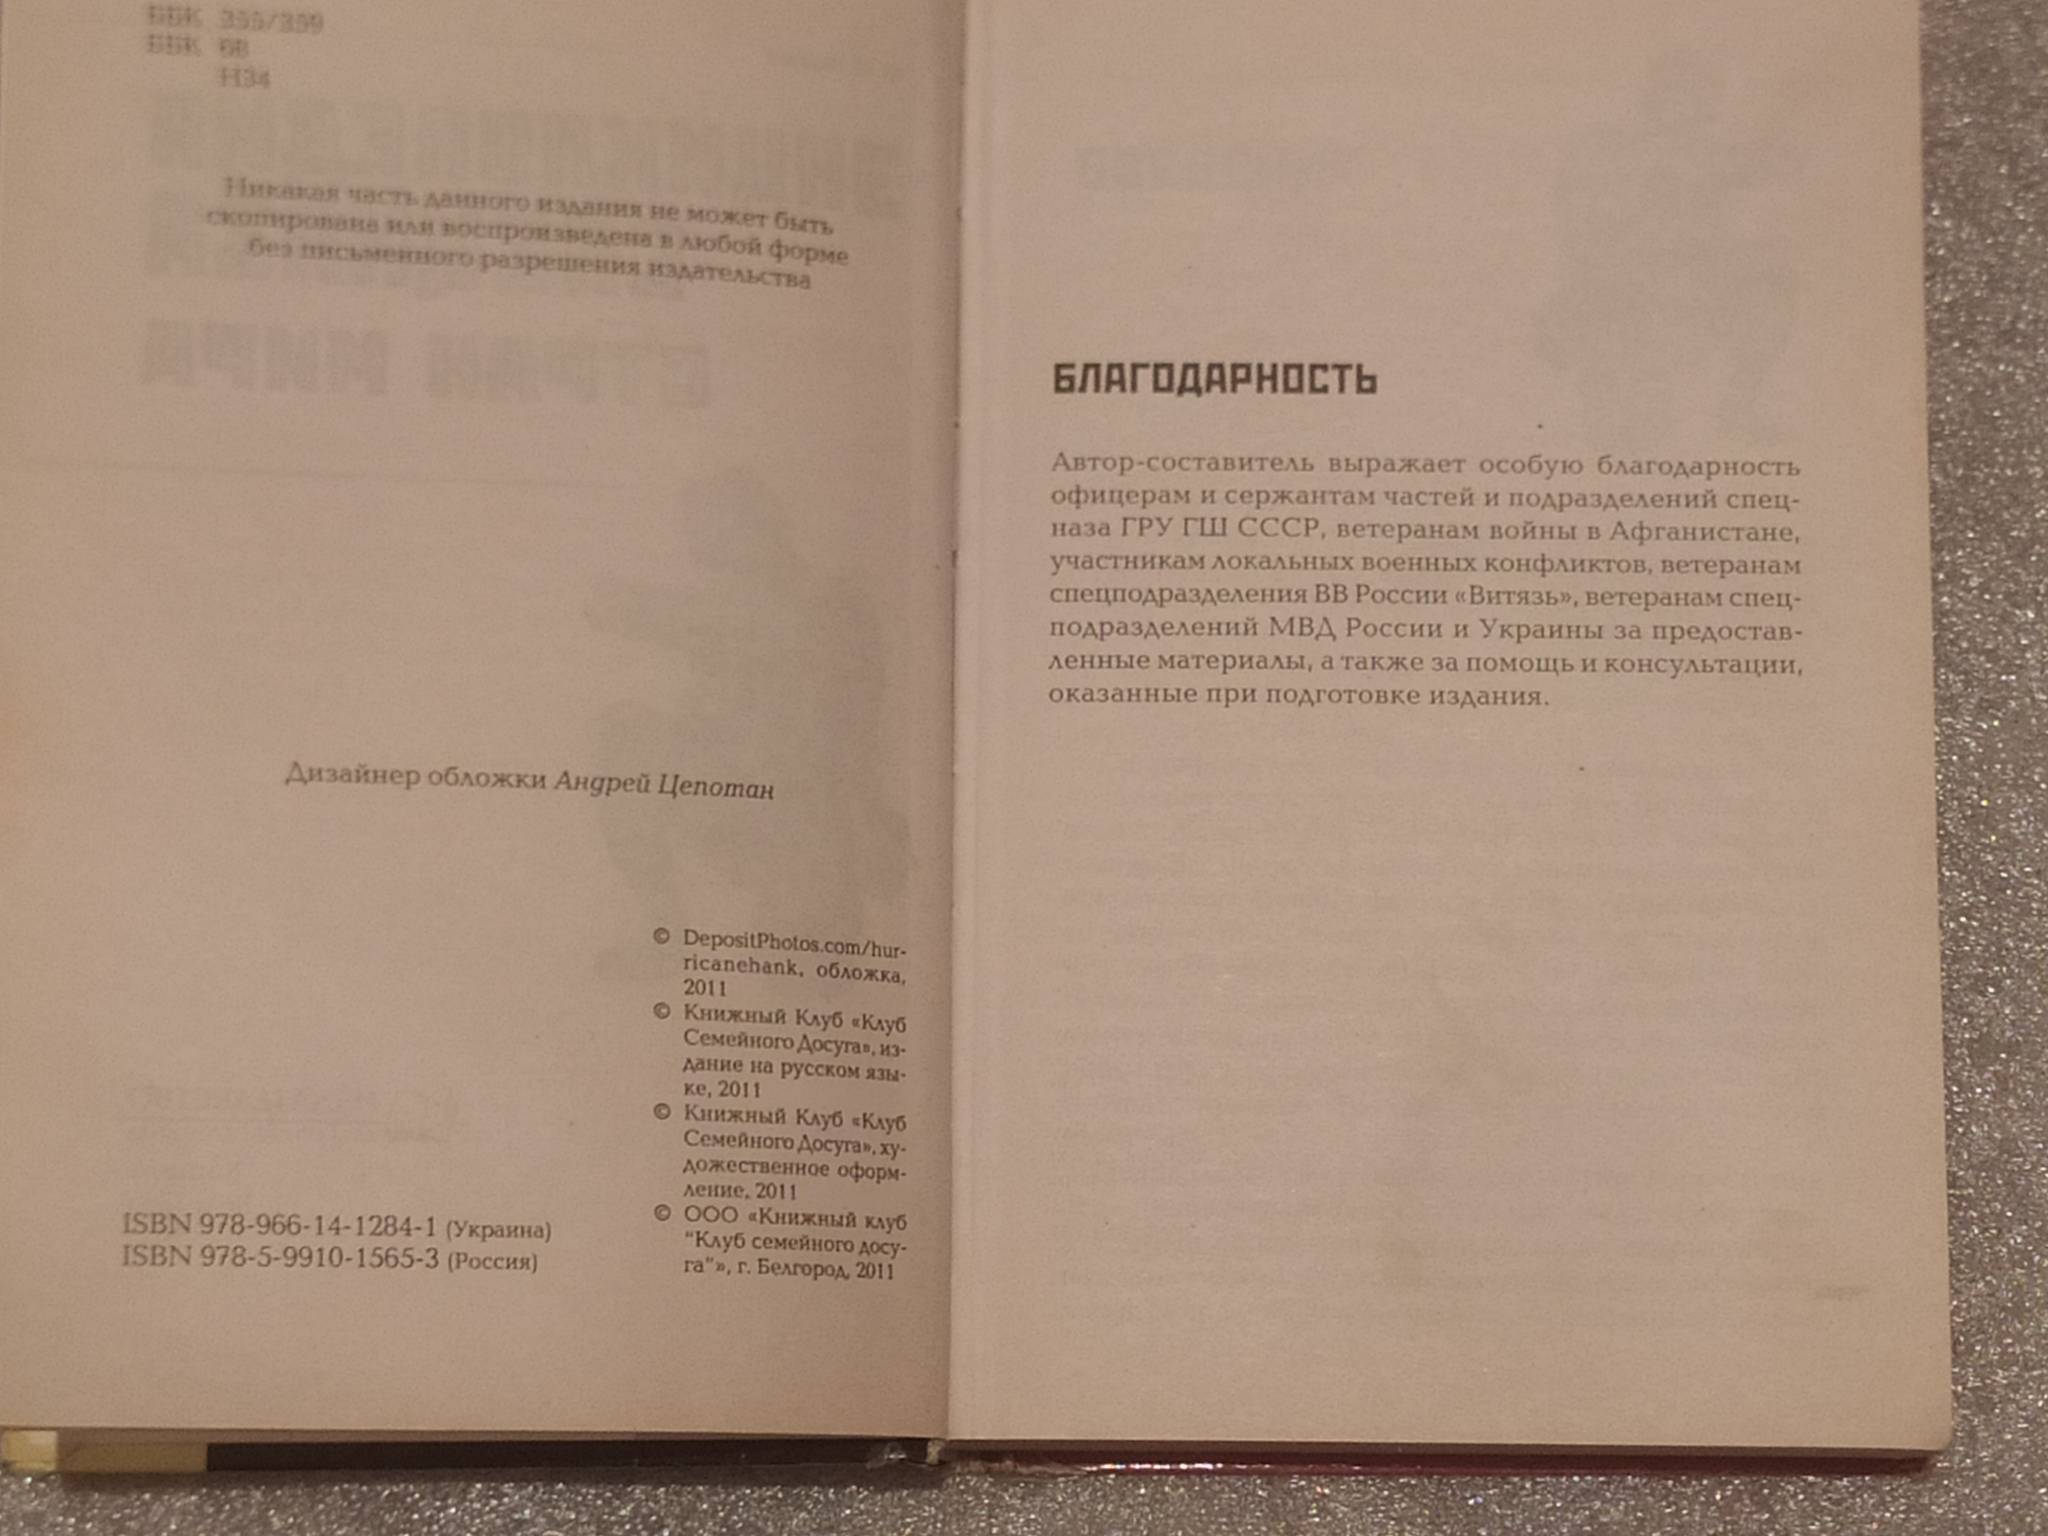 ББК 355/359
ББК 68
Н34
Никакая часть данного издания не может быть
скопирована или воспроизведена в любой форме
без письменного разрешения издательства
Дизайнер обложки Андрей Цепотан
© DepositPhotos.com/hur-
ricanehank, обложка,
2011
© Книжный Клуб «Клуб
Семейного Досуга», из-
дание на русском язы-
ке, 2011
© Книжный Клуб «Клуб
Семейного Досуга», ху-
дожественное оформ-
ление, 2011
© ООО «Книжный клуб
"Клуб семейного досу-
га"», г. Белгород, 2011
ISBN 978-966-14-1284-1 (Украина)
ISBN 978-5-9910-1565-3 (Россия)
БЛАГОДАРНОСТЬ
Автор-составитель выражает особую благодарность
офицерам и сержантам частей и подразделений спец-
наза ГРУ ГШ СССР, ветеранам войны в Афганистане,
участникам локальных военных конфликтов, ветеранам
спецподразделения ВВ России «Витязь», ветеранам спец-
подразделений МВД России и Украины за предостав-
ленные материалы, а также за помощь и консультации,
оказанные при подготовке издания.